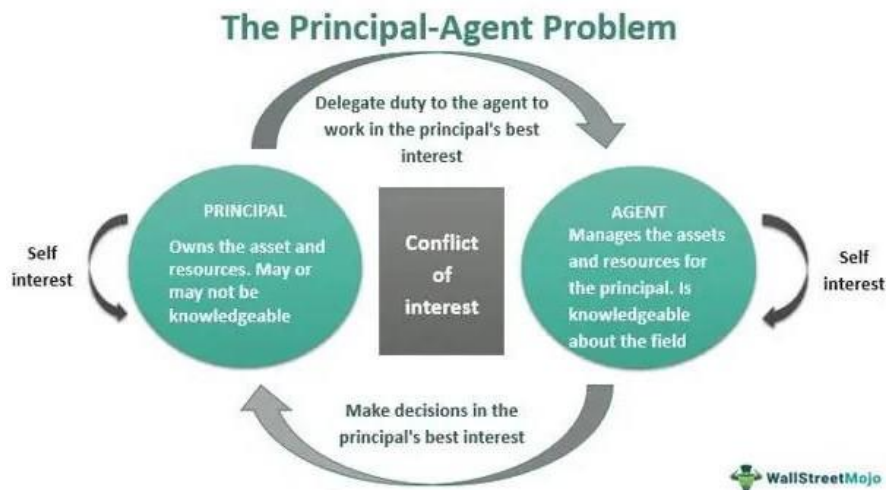 The Principal-Agent Problem
Delegate duty to the agent to
work in the principal's best
interest
PRINCIPAL
Owns the asset and
resources. May or
may not be
knowledgeable
Self
interest
Conflict
of
interest
AGENT
Manages the assets
and resources for
the principal. Is
knowledgeable
about the field
Self
interest
Make decisions in the
principal's best interest
WallStreetMojo